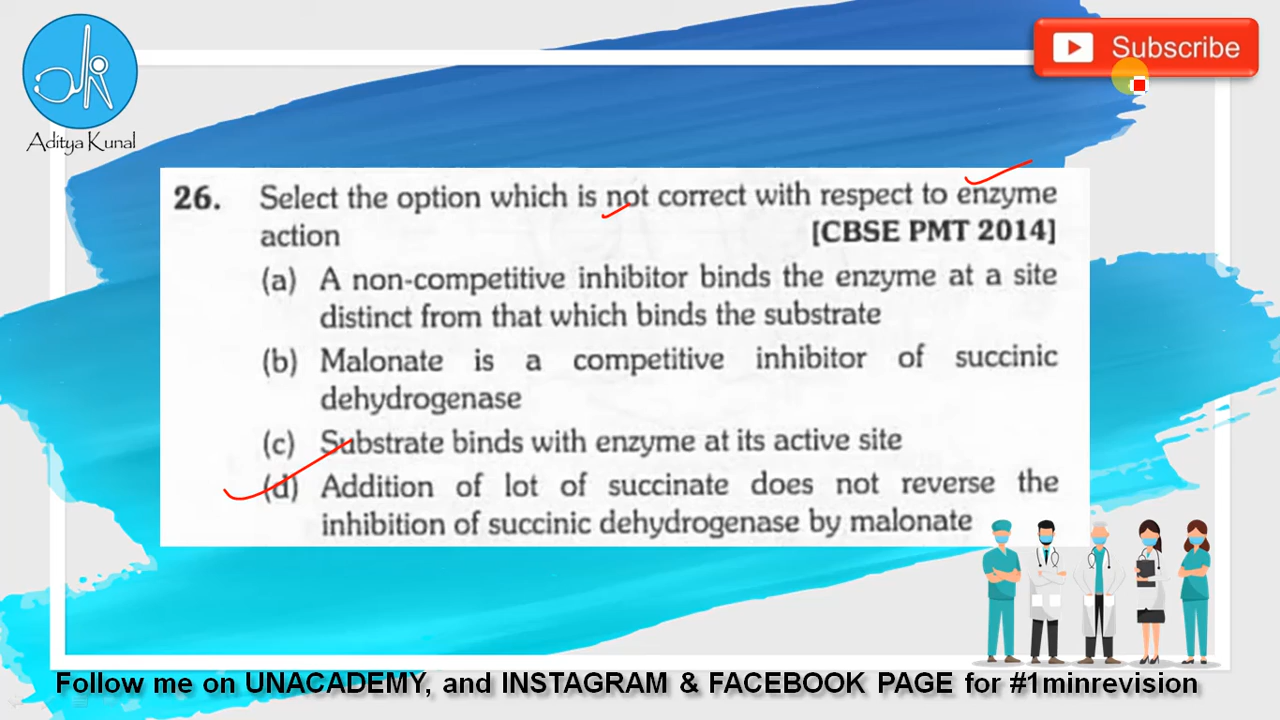 Subscribe
Aditya Kunal
26. Select the option which is not correct with respect to enzyme
action [CBSE PMT 2014]
(a) A non-competitive inhibitor binds the enzyme at a site
distinct from that which binds the substrate
(b) Malonate is a competitive inhibitor of succinic
dehydrogenase
(c) Substrate binds with enzyme at its active site
(d) Addition of lot of succinate does not reverse the
inhibition of succinic dehydrogenase by malonate
Follow me on UNACADEMY, and INSTAGRAM & FACEBOOK PAGE for #1minrevision